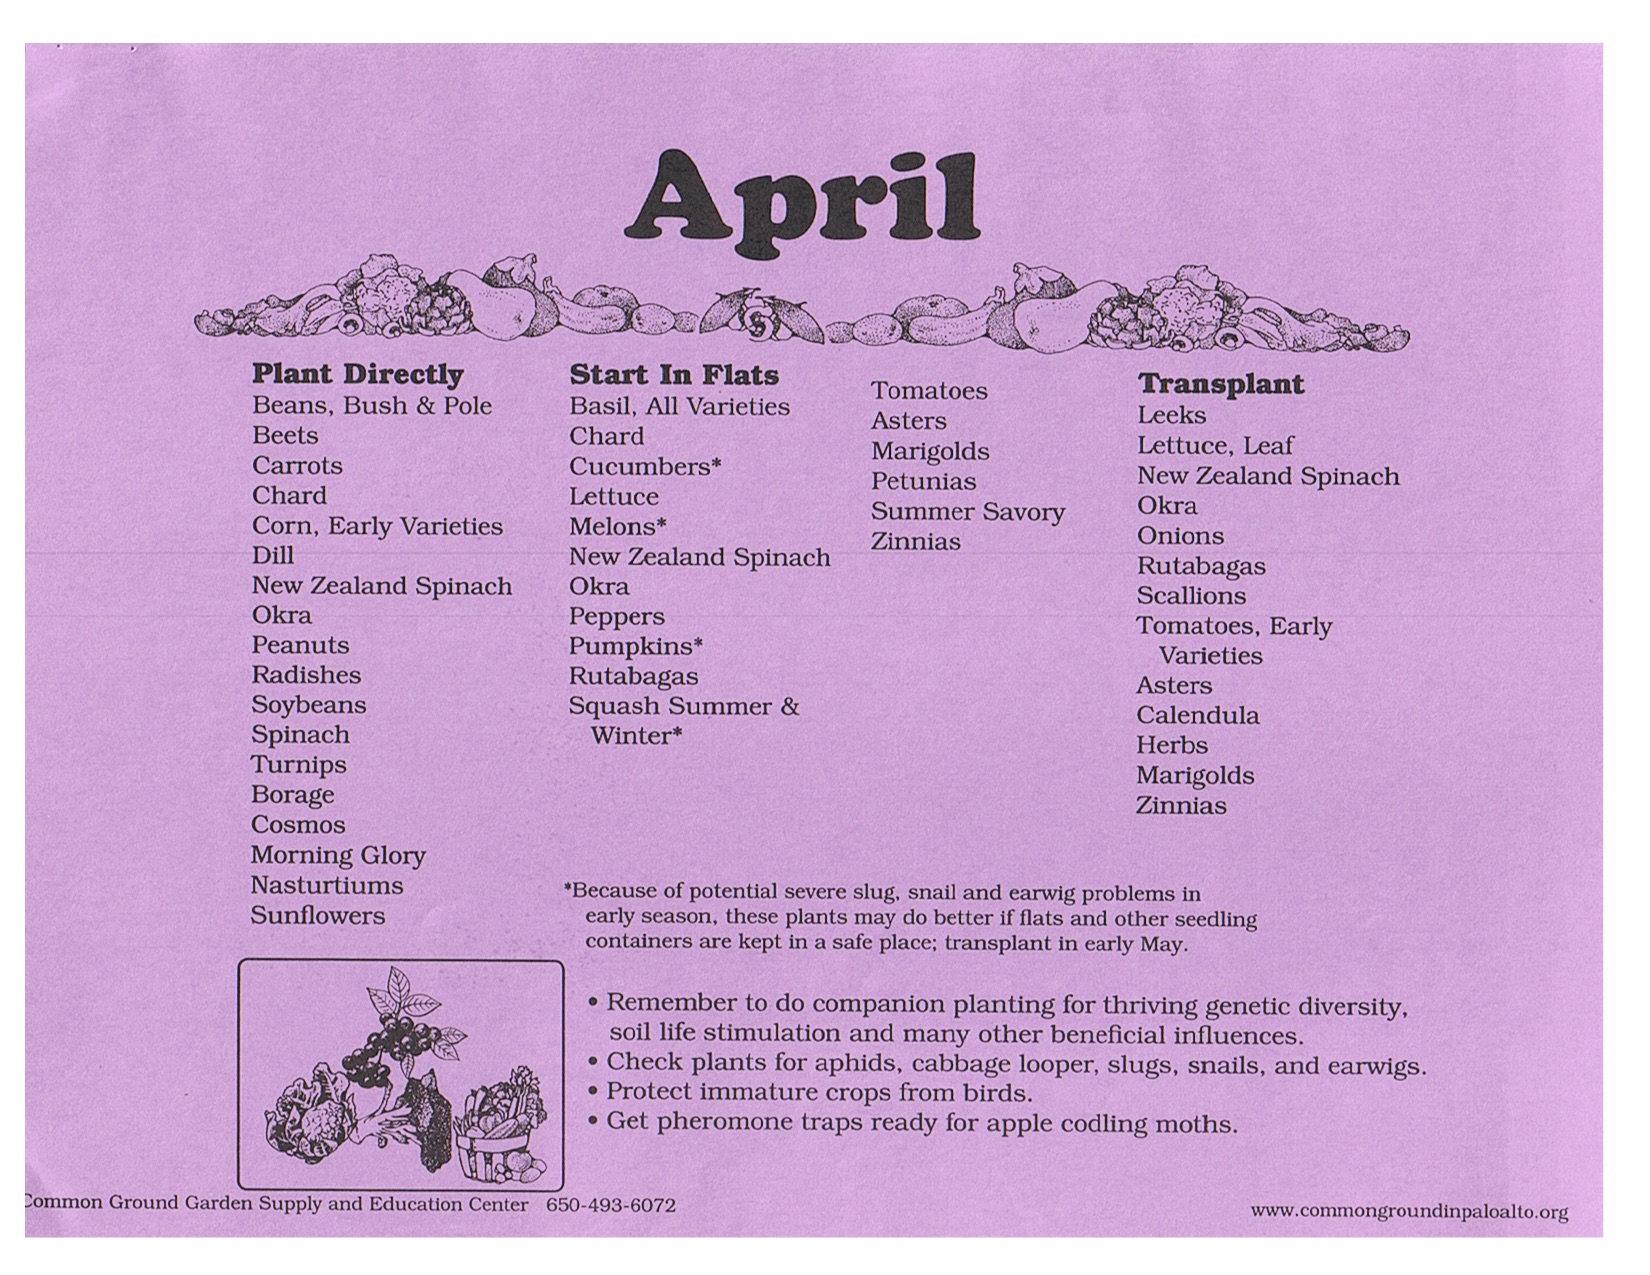 April
Plant Directly
Beans, Bush & Pole
Beets
Carrots
Chard
Corn, Early Varieties
Dill
New Zealand Spinach
Okra
Peanuts
Radishes
Soybeans
Spinach
Turnips
Borage
Cosmos
Morning Glory
Nasturtiums
Sunflowers
Start In Flats
Basil, All Varieties
Chard
Cucumbers*
Lettuce
Melons*
New Zealand Spinach
Okra
Peppers
Pumpkins*
Rutabagas
Squash Summer &
Winter*
Tomatoes
Asters
Marigolds
Petunias
Summer Savory
Zinnias
Transplant
Leeks
Lettuce, Leaf
New Zealand Spinach
Okra
Onions
Rutabagas
Scallions
Tomatoes, Early
Varieties
Asters
Calendula
Herbs
Marigolds
Zinnias
*Because of potential severe slug, snail and earwig problems in
early season, these plants may do better if flats and other seedling
containers are kept in a safe place; transplant in early May.
• Remember to do companion planting for thriving genetic diversity,
soil life stimulation and many other beneficial influences.
• Check plants for aphids, cabbage looper, slugs, snails, and earwigs.
• Protect immature crops from birds.
• Get pheromone traps ready for apple codling moths.
Common Ground Garden Supply and Education Center 650-493-6072
www.commongroundinpaloalto.org